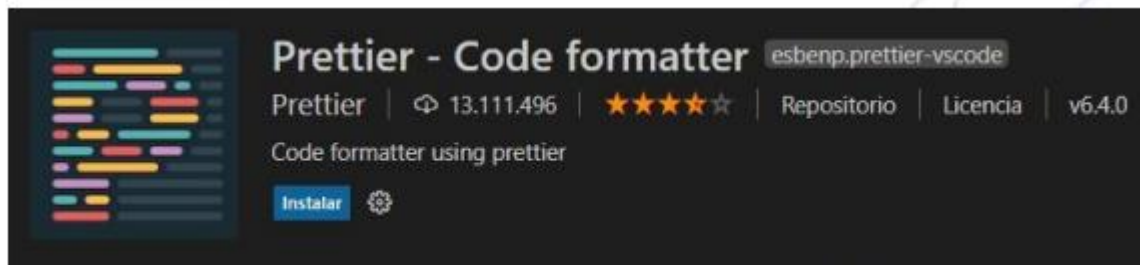 Prettier - Code formatter esbenp.prettier-vscode
Prettier 13.111.496 Repositorio Licencia v6.4.0
Code formatter using prettier
Instalar